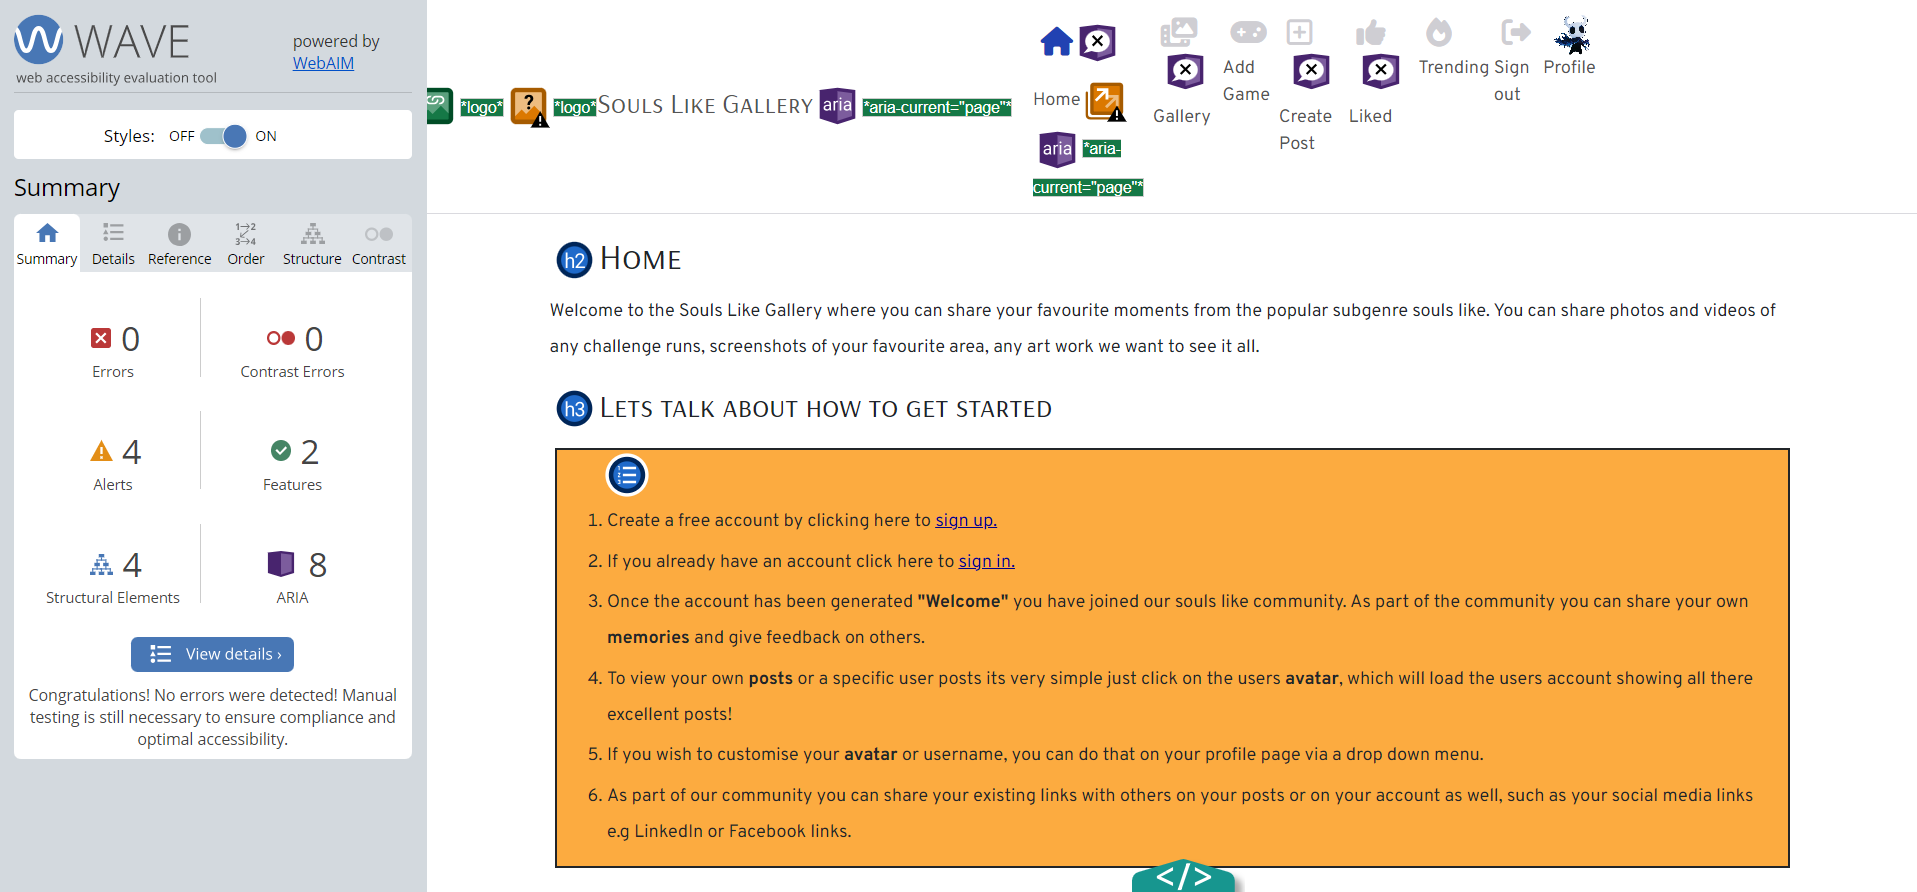 WAVE
web accessibility evaluation tool
powered by
WebAIM
Styles: OFF ON
Summary
Summary Details Reference Order Structure Contrast
0 0
Errors Contrast Errors
4 2
Alerts Features
4 8
Structural Elements ARIA
View details ›
Congratulations! No errors were detected! Manual
testing is still necessary to ensure compliance and
optimal accessibility.
*logo* *logo* Souls Like Gallery aria *aria-current="page"*
Home
aria *aria-
current="page"*
Gallery
Add
Game
Create
Post
Liked
Trending
Sign
out
Profile
h2 Home
Welcome to the Souls Like Gallery where you can share your favourite moments from the popular subgenre souls like. You can share photos and videos of
any challenge runs, screenshots of your favourite area, any art work we want to see it all.
h3 Lets talk about how to get started
1. Create a free account by clicking here to sign up.
2. If you already have an account click here to sign in.
3. Once the account has been generated "Welcome" you have joined our souls like community. As part of the community you can share your own
memories and give feedback on others.
4. To view your own posts or a specific user posts its very simple just click on the users avatar, which will load the users account showing all there
excellent posts!
5. If you wish to customise your avatar or username, you can do that on your profile page via a drop down menu.
6. As part of our community you can share your existing links with others on your posts or on your account as well, such as your social media links
e.g LinkedIn or Facebook links.
</>